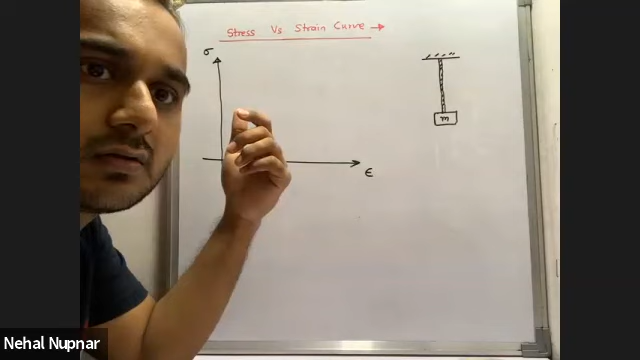 Stress Vs Strain Curve →
σ
m
ϵ
Nehal Nupnar